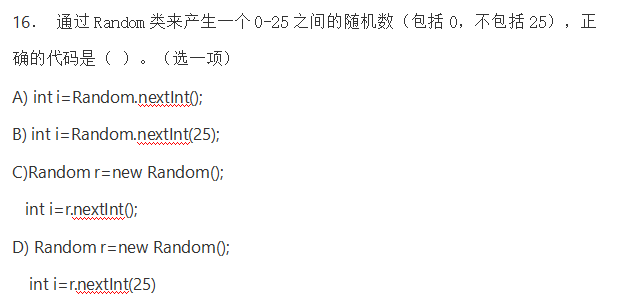 16． 通过 Random 类来产生一个 0-25 之间的随机数（包括 0，不包括 25），正
确的代码是（ ）。（选一项）
A) int i=Random.nextInt();
B) int i=Random.nextInt(25);
C)Random r=new Random();
int i=r.nextInt();
D) Random r=new Random();
int i=r.nextInt(25)